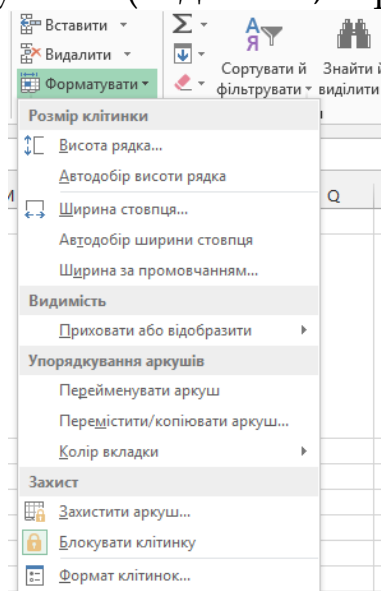 Вставити
Видалити
Форматувати
Сортувати й
фільтрувати
Знайти й
виділити
Розмір клітинки
Висота рядка...
Автодобір висоти рядка
Ширина стовпця...
Автодобір ширини стовпця
Ширина за промовчанням...
Видимість
Приховати або відобразити
Упорядкування аркушів
Перейменувати аркуш
Перемістити/копіювати аркуш...
Колір вкладки
Захист
Захистити аркуш...
Блокувати клітинку
Формат клітинок...
Q